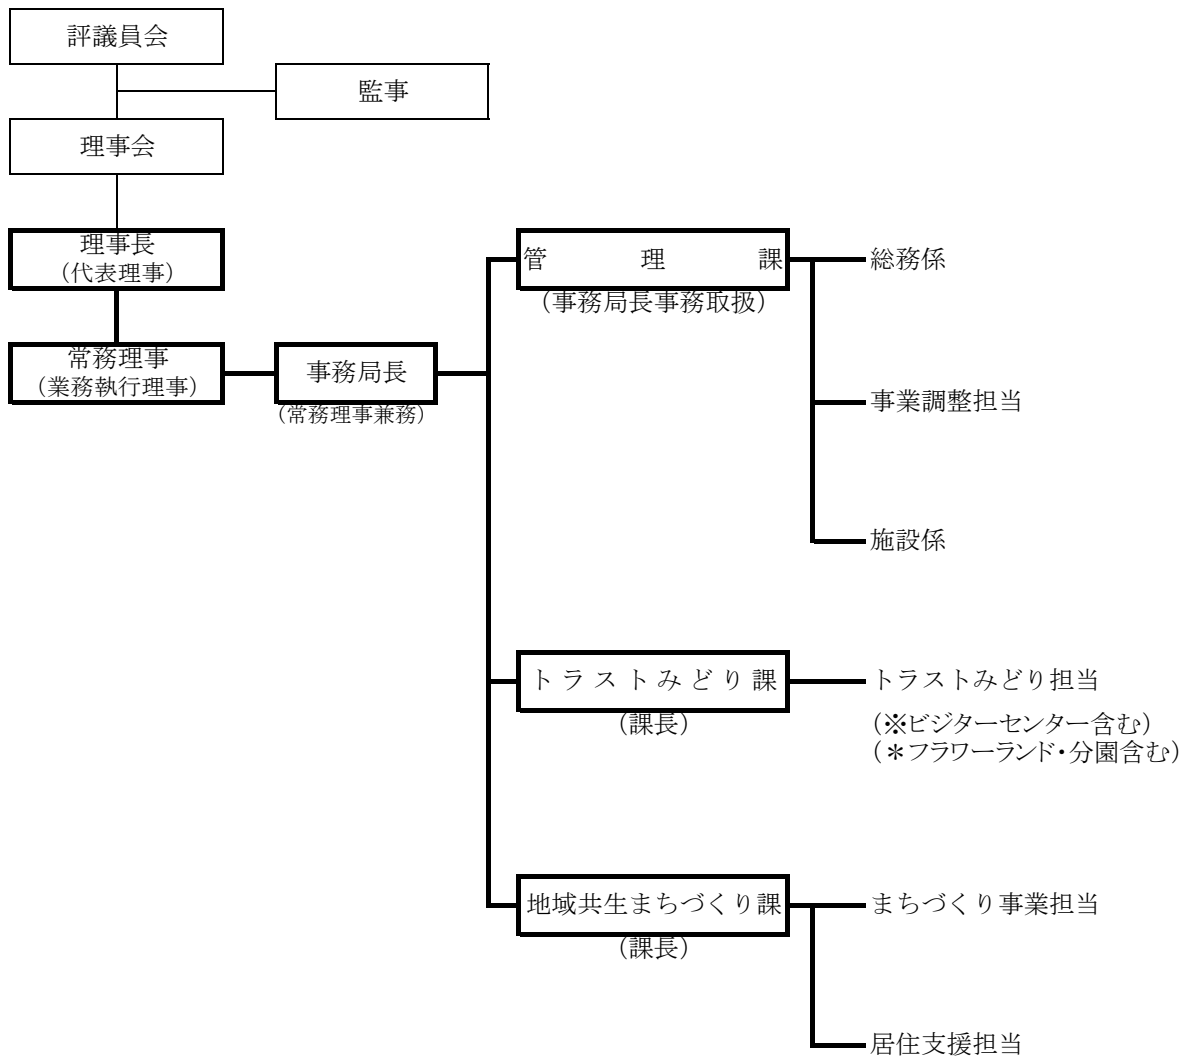 評議員会
監事
理事会
理事長
（代表理事）
常務理事
（業務執行理事）
事務局長
（常務理事兼務）
管理課
（事務局長事務取扱）
総務係
事業調整担当
施設係
トラストみどり課
（課長）
トラストみどり担当
（※ビジターセンター含む）
（＊フラワーランド・分園含む）
地域共生まちづくり課
（課長）
まちづくり事業担当
居住支援担当